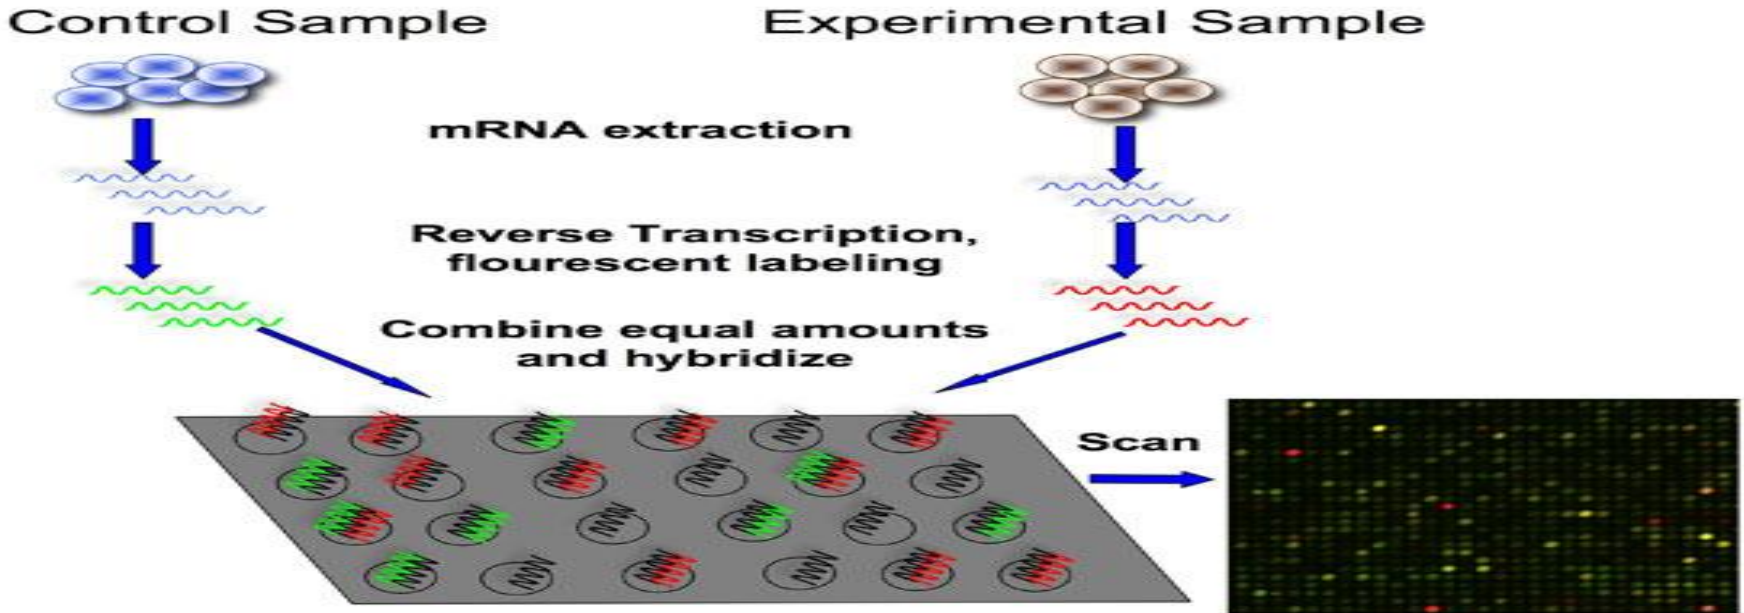 Control Sample
Experimental Sample
mRNA extraction
Reverse Transcription,
flourescent labeling
Combine equal amounts
and hybridize
Scan